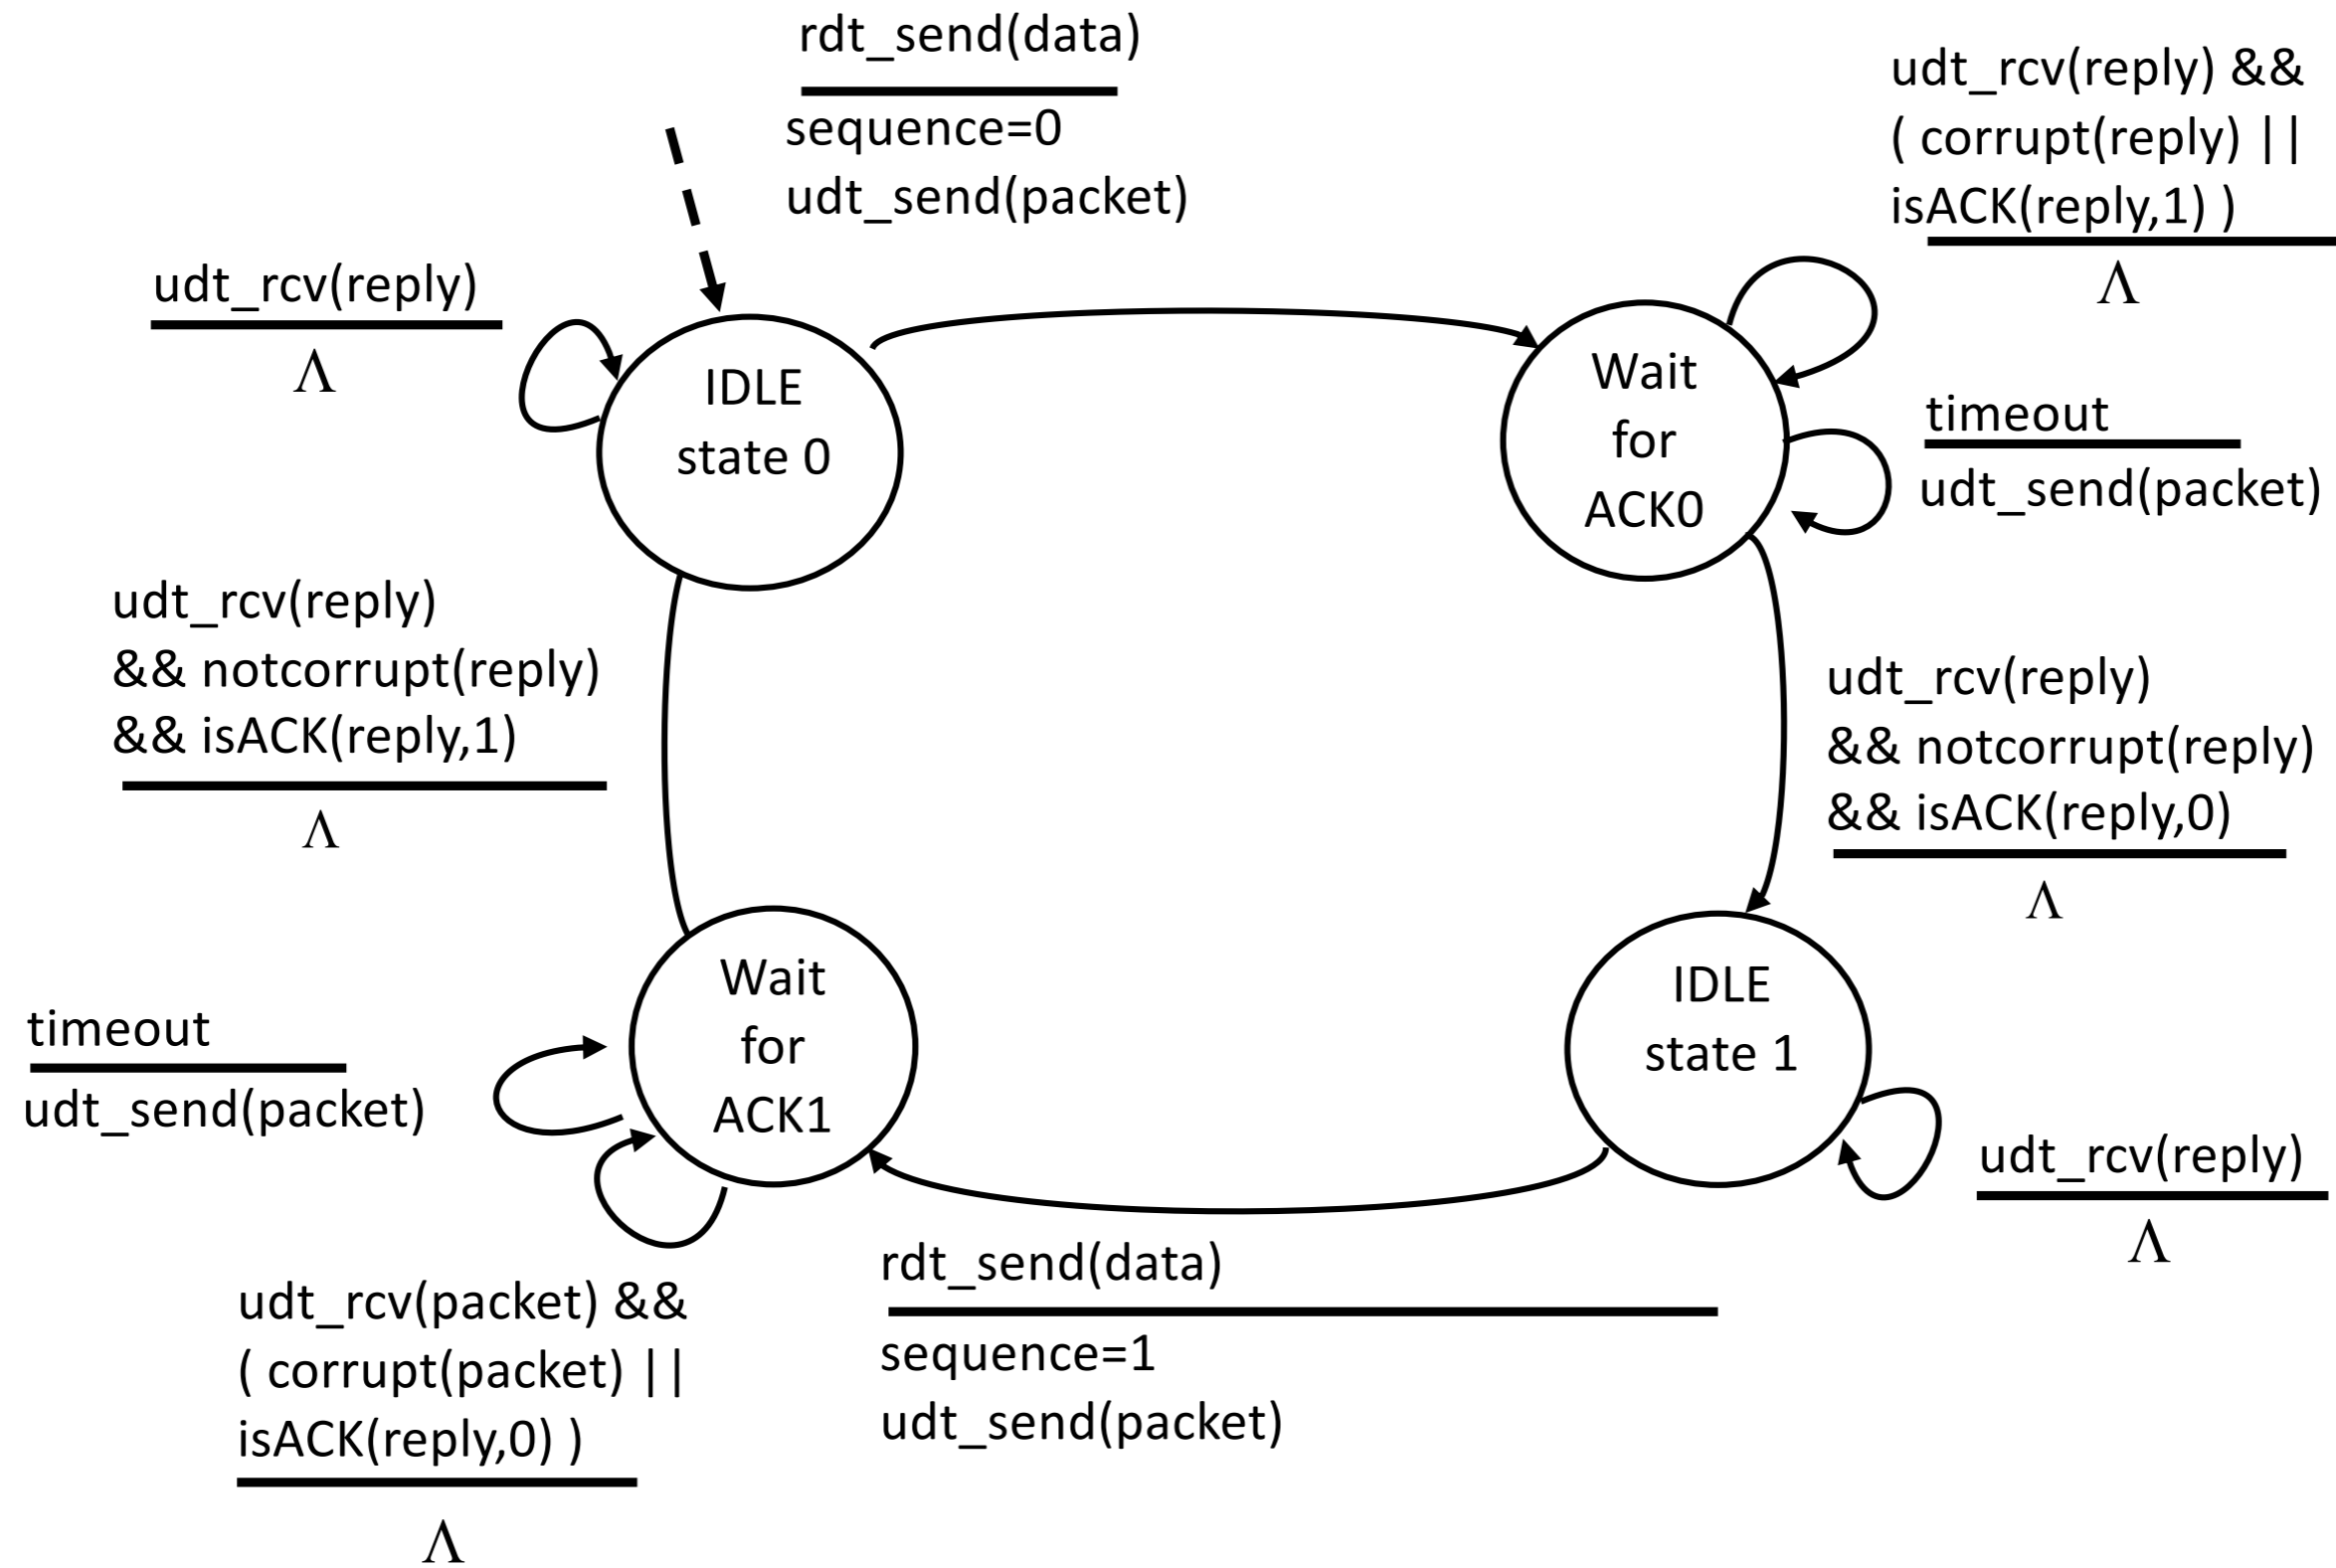 rdt_send(data)
sequence=0
udt_send(packet)
udt_rcv(reply) &&
( corrupt(reply) ||
isACK(reply,1) )
Λ
udt_rcv(reply)
Λ
IDLE
state 0
Wait
for
ACK0
timeout
udt_send(packet)
udt_rcv(reply)
&& notcorrupt(reply)
&& isACK(reply,1)
Λ
udt_rcv(reply)
&& notcorrupt(reply)
&& isACK(reply,0)
Λ
Wait
for
ACK1
IDLE
state 1
timeout
udt_send(packet)
udt_rcv(reply)
Λ
udt_rcv(packet) &&
( corrupt(packet) ||
isACK(reply,0) )
Λ
rdt_send(data)
sequence=1
udt_send(packet)